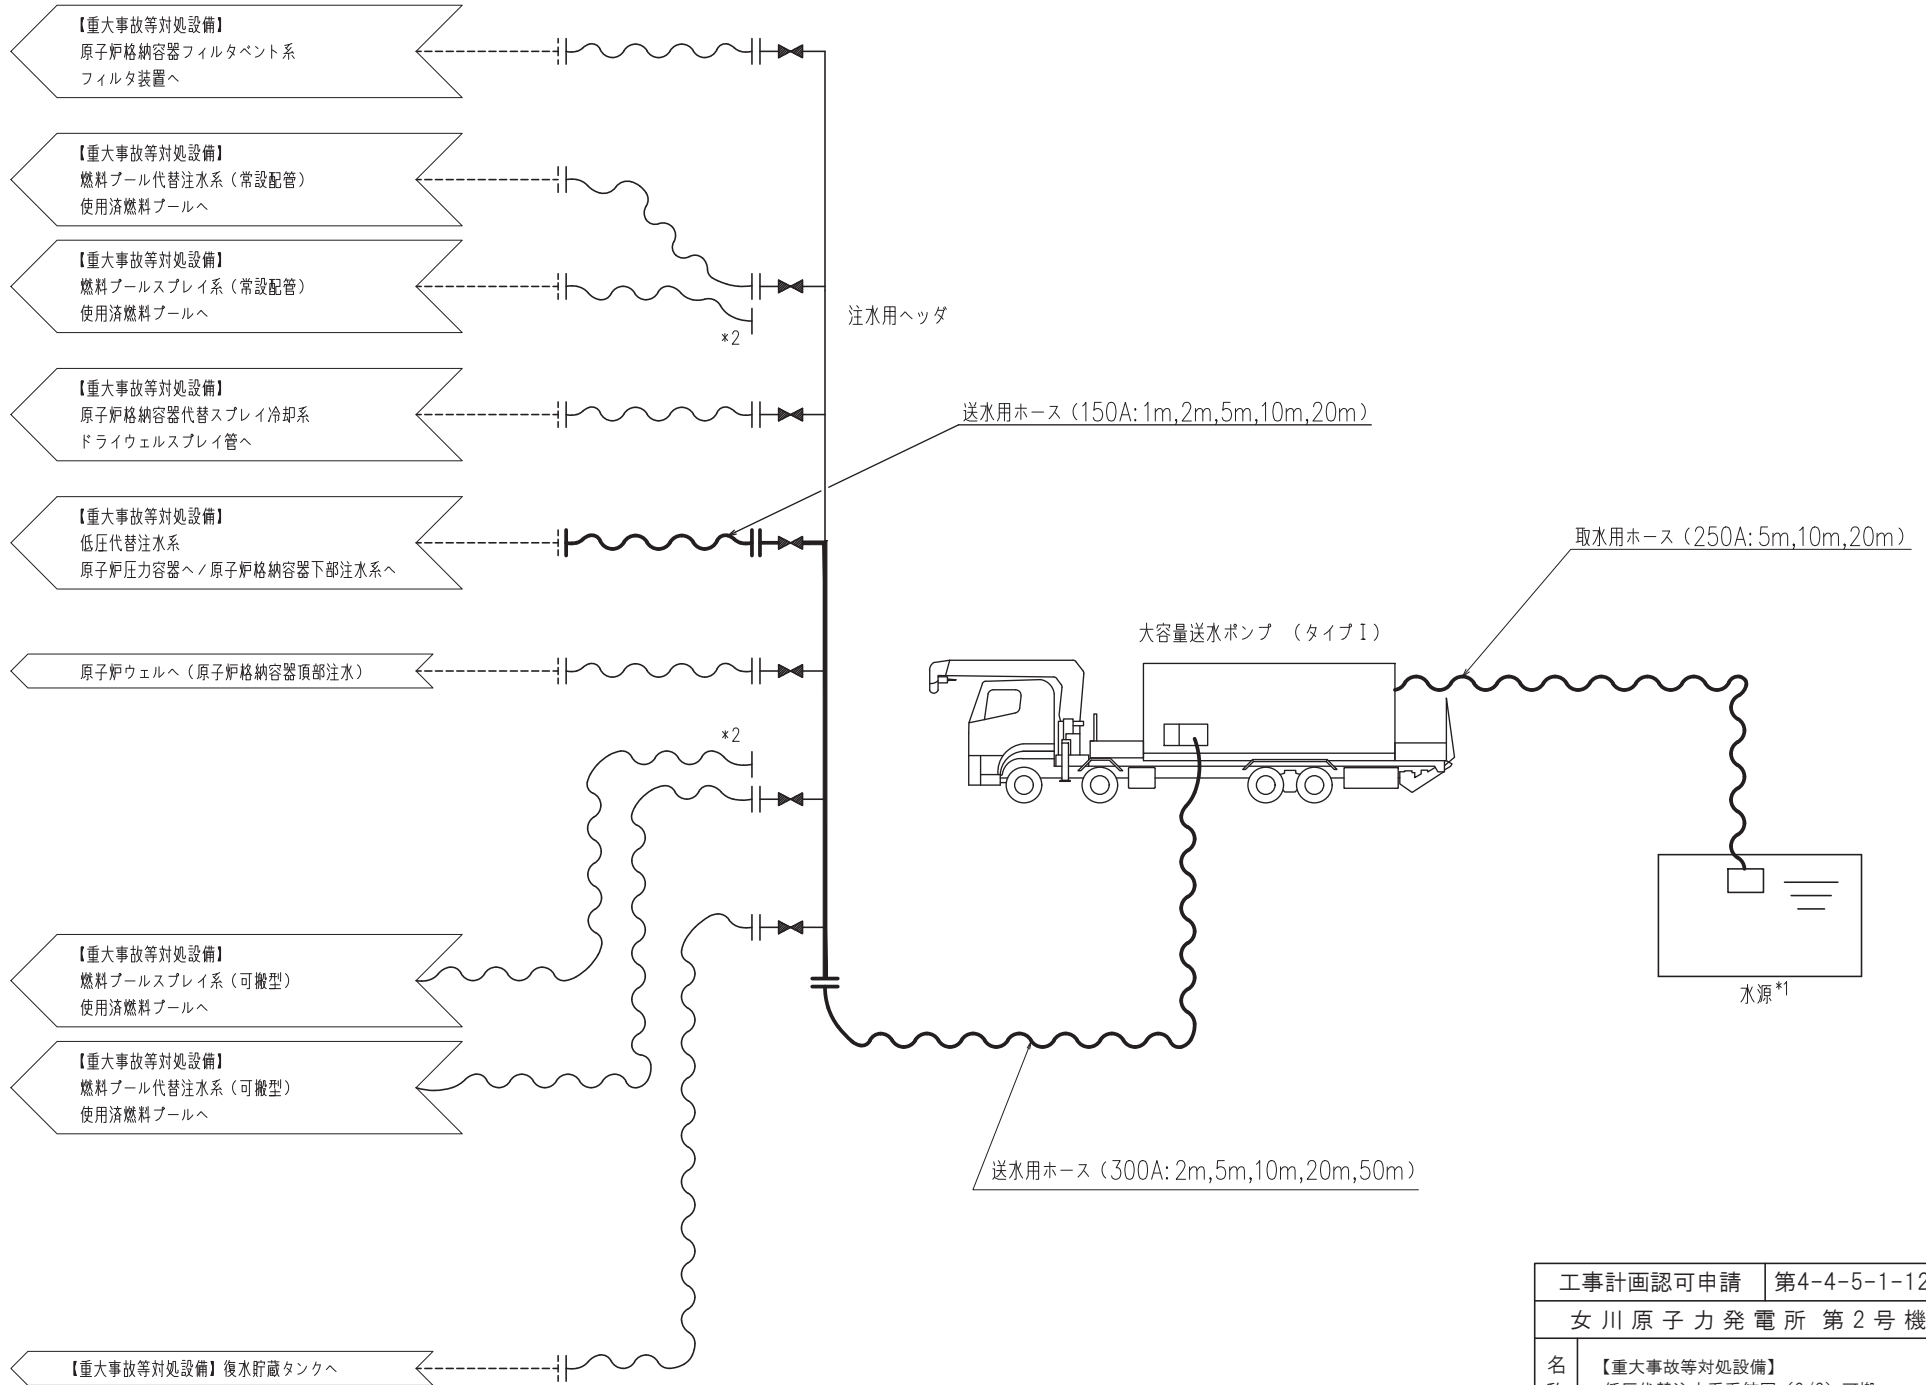 【重大事故等対処設備】
原子炉格納容器フィルタベント系
フィルタ装置へ
【重大事故等対処設備】
燃料プール代替注水系（常設配管）
使用済燃料プールへ
【重大事故等対処設備】
燃料プールスプレイ系（常設配管）
使用済燃料プールへ
*2
注水用ヘッダ
【重大事故等対処設備】
原子炉格納容器代替スプレイ冷却系
ドライウェルスプレイ管へ
送水用ホース（150A:1m,2m,5m,10m,20m）
【重大事故等対処設備】
低圧代替注水系
原子炉圧力容器へ／原子炉格納容器下部注水系へ
取水用ホース（250A:5m,10m,20m）
大容量送水ポンプ （タイプⅠ）
原子炉ウェルへ（原子炉格納容器頂部注水）
*2
【重大事故等対処設備】
燃料プールスプレイ系（可搬型）
使用済燃料プールへ
水源*1
【重大事故等対処設備】
燃料プール代替注水系（可搬型）
使用済燃料プールへ
送水用ホース（300A:2m,5m,10m,20m,50m）
【重大事故等対処設備】復水貯蔵タンクへ
工事計画認可申請 第4-4-5-1-12
女川原子力発電所 第2号機
名
【重大事故等対処設備】